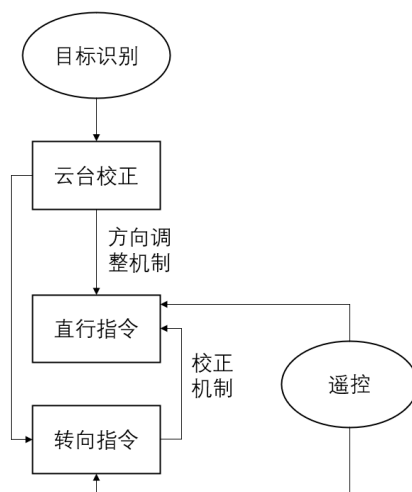 目标识别
云台校正
方向调
整机制
直行指令
校正
机制
遥控
转向指令